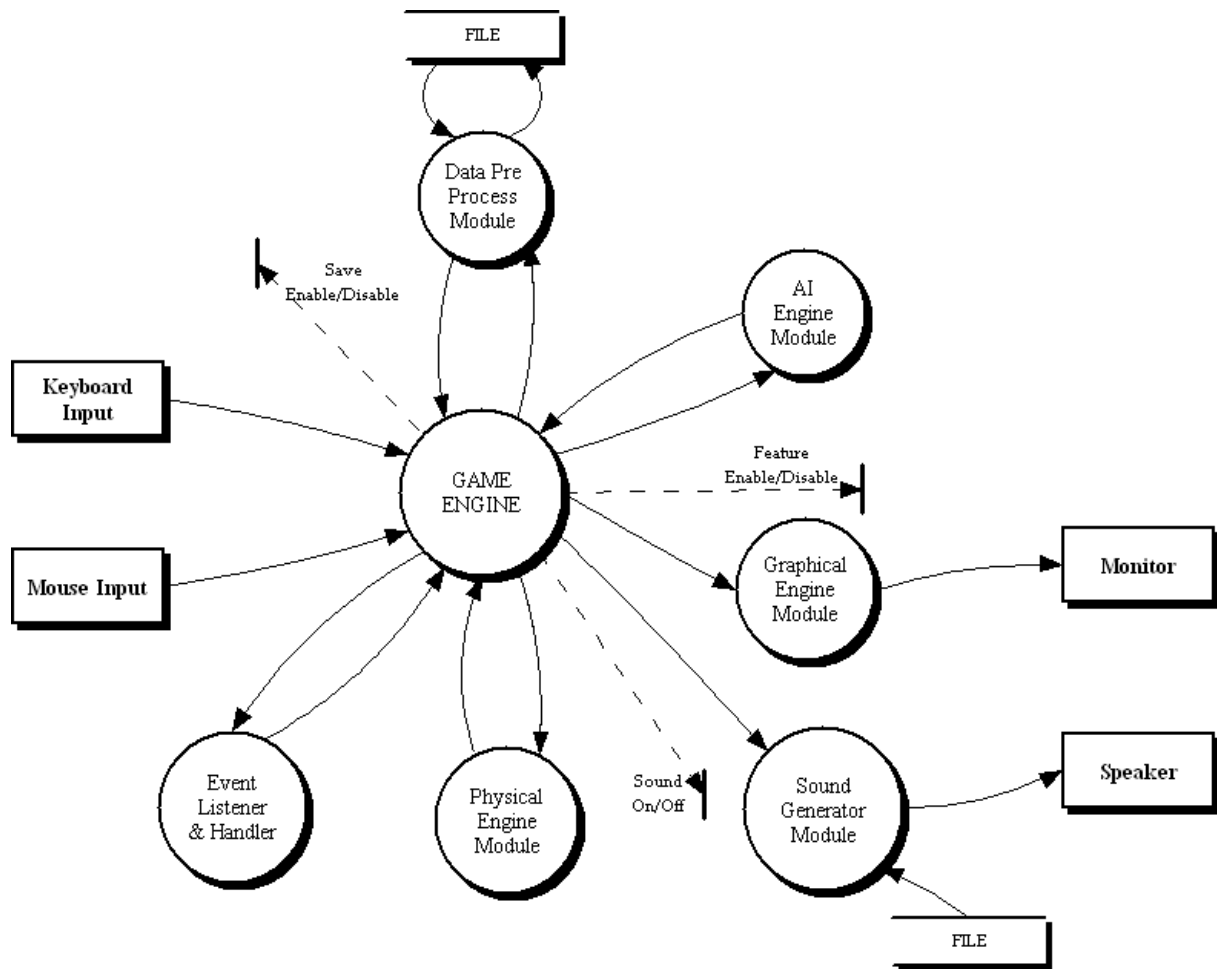 FILE
Data Pre
Process
Module
Save
Enable/Disable
AI
Engine
Module
Keyboard
Input
GAME
ENGINE
Feature
Enable/Disable
Mouse Input
Graphical
Engine
Module
Monitor
Event
Listener
& Handler
Physical
Engine
Module
Sound
On/Off
Sound
Generator
Module
Speaker
FILE